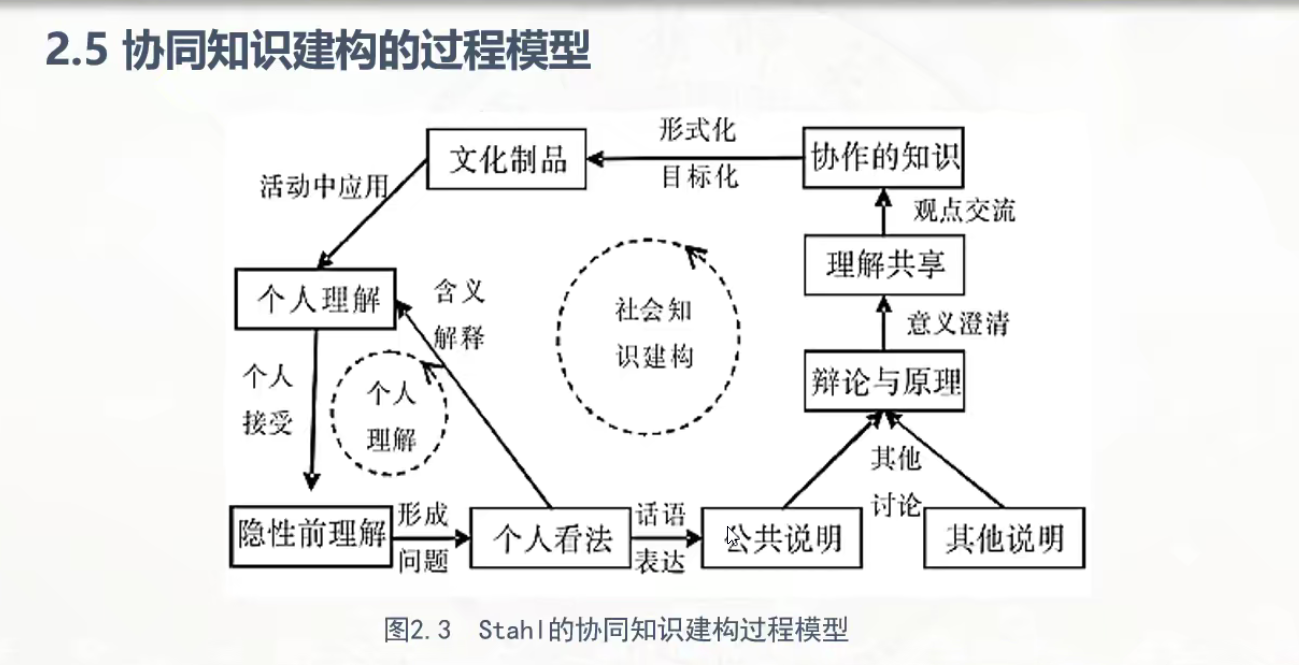 2.5 协同知识建构的过程模型
形式化
文化制品
协作的知识
目标化
活动中应用
观点交流
理解共享
个人理解
含义
解释
社会知
识建构
意义澄清
个人
接受
个人
理解
辩论与原理
其他
讨论
隐性前理解
形成
问题
个人看法
话语
表达
公共说明
其他说明
图2.3 Stahl的协同知识建构过程模型